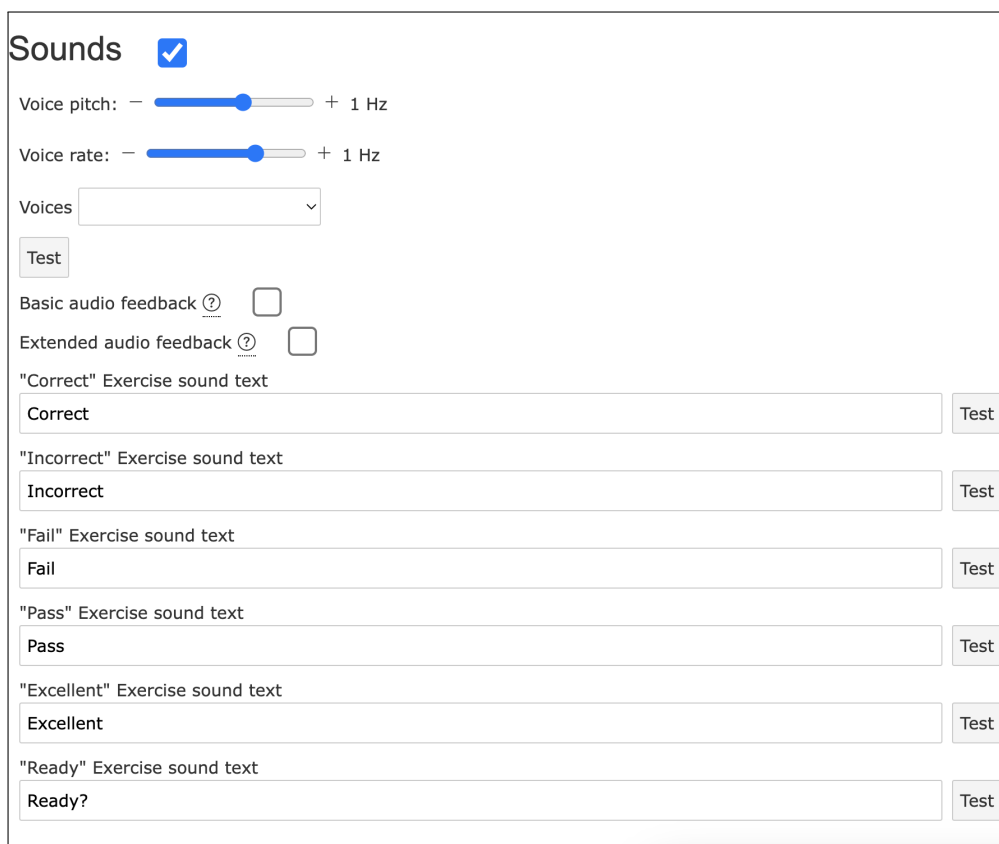 Sounds
Voice pitch: − + 1 Hz
Voice rate: − + 1 Hz
Voices
Test
Basic audio feedback ?
Extended audio feedback ?
"Correct" Exercise sound text
Correct Test
"Incorrect" Exercise sound text
Incorrect Test
"Fail" Exercise sound text
Fail Test
"Pass" Exercise sound text
Pass Test
"Excellent" Exercise sound text
Excellent Test
"Ready" Exercise sound text
Ready? Test